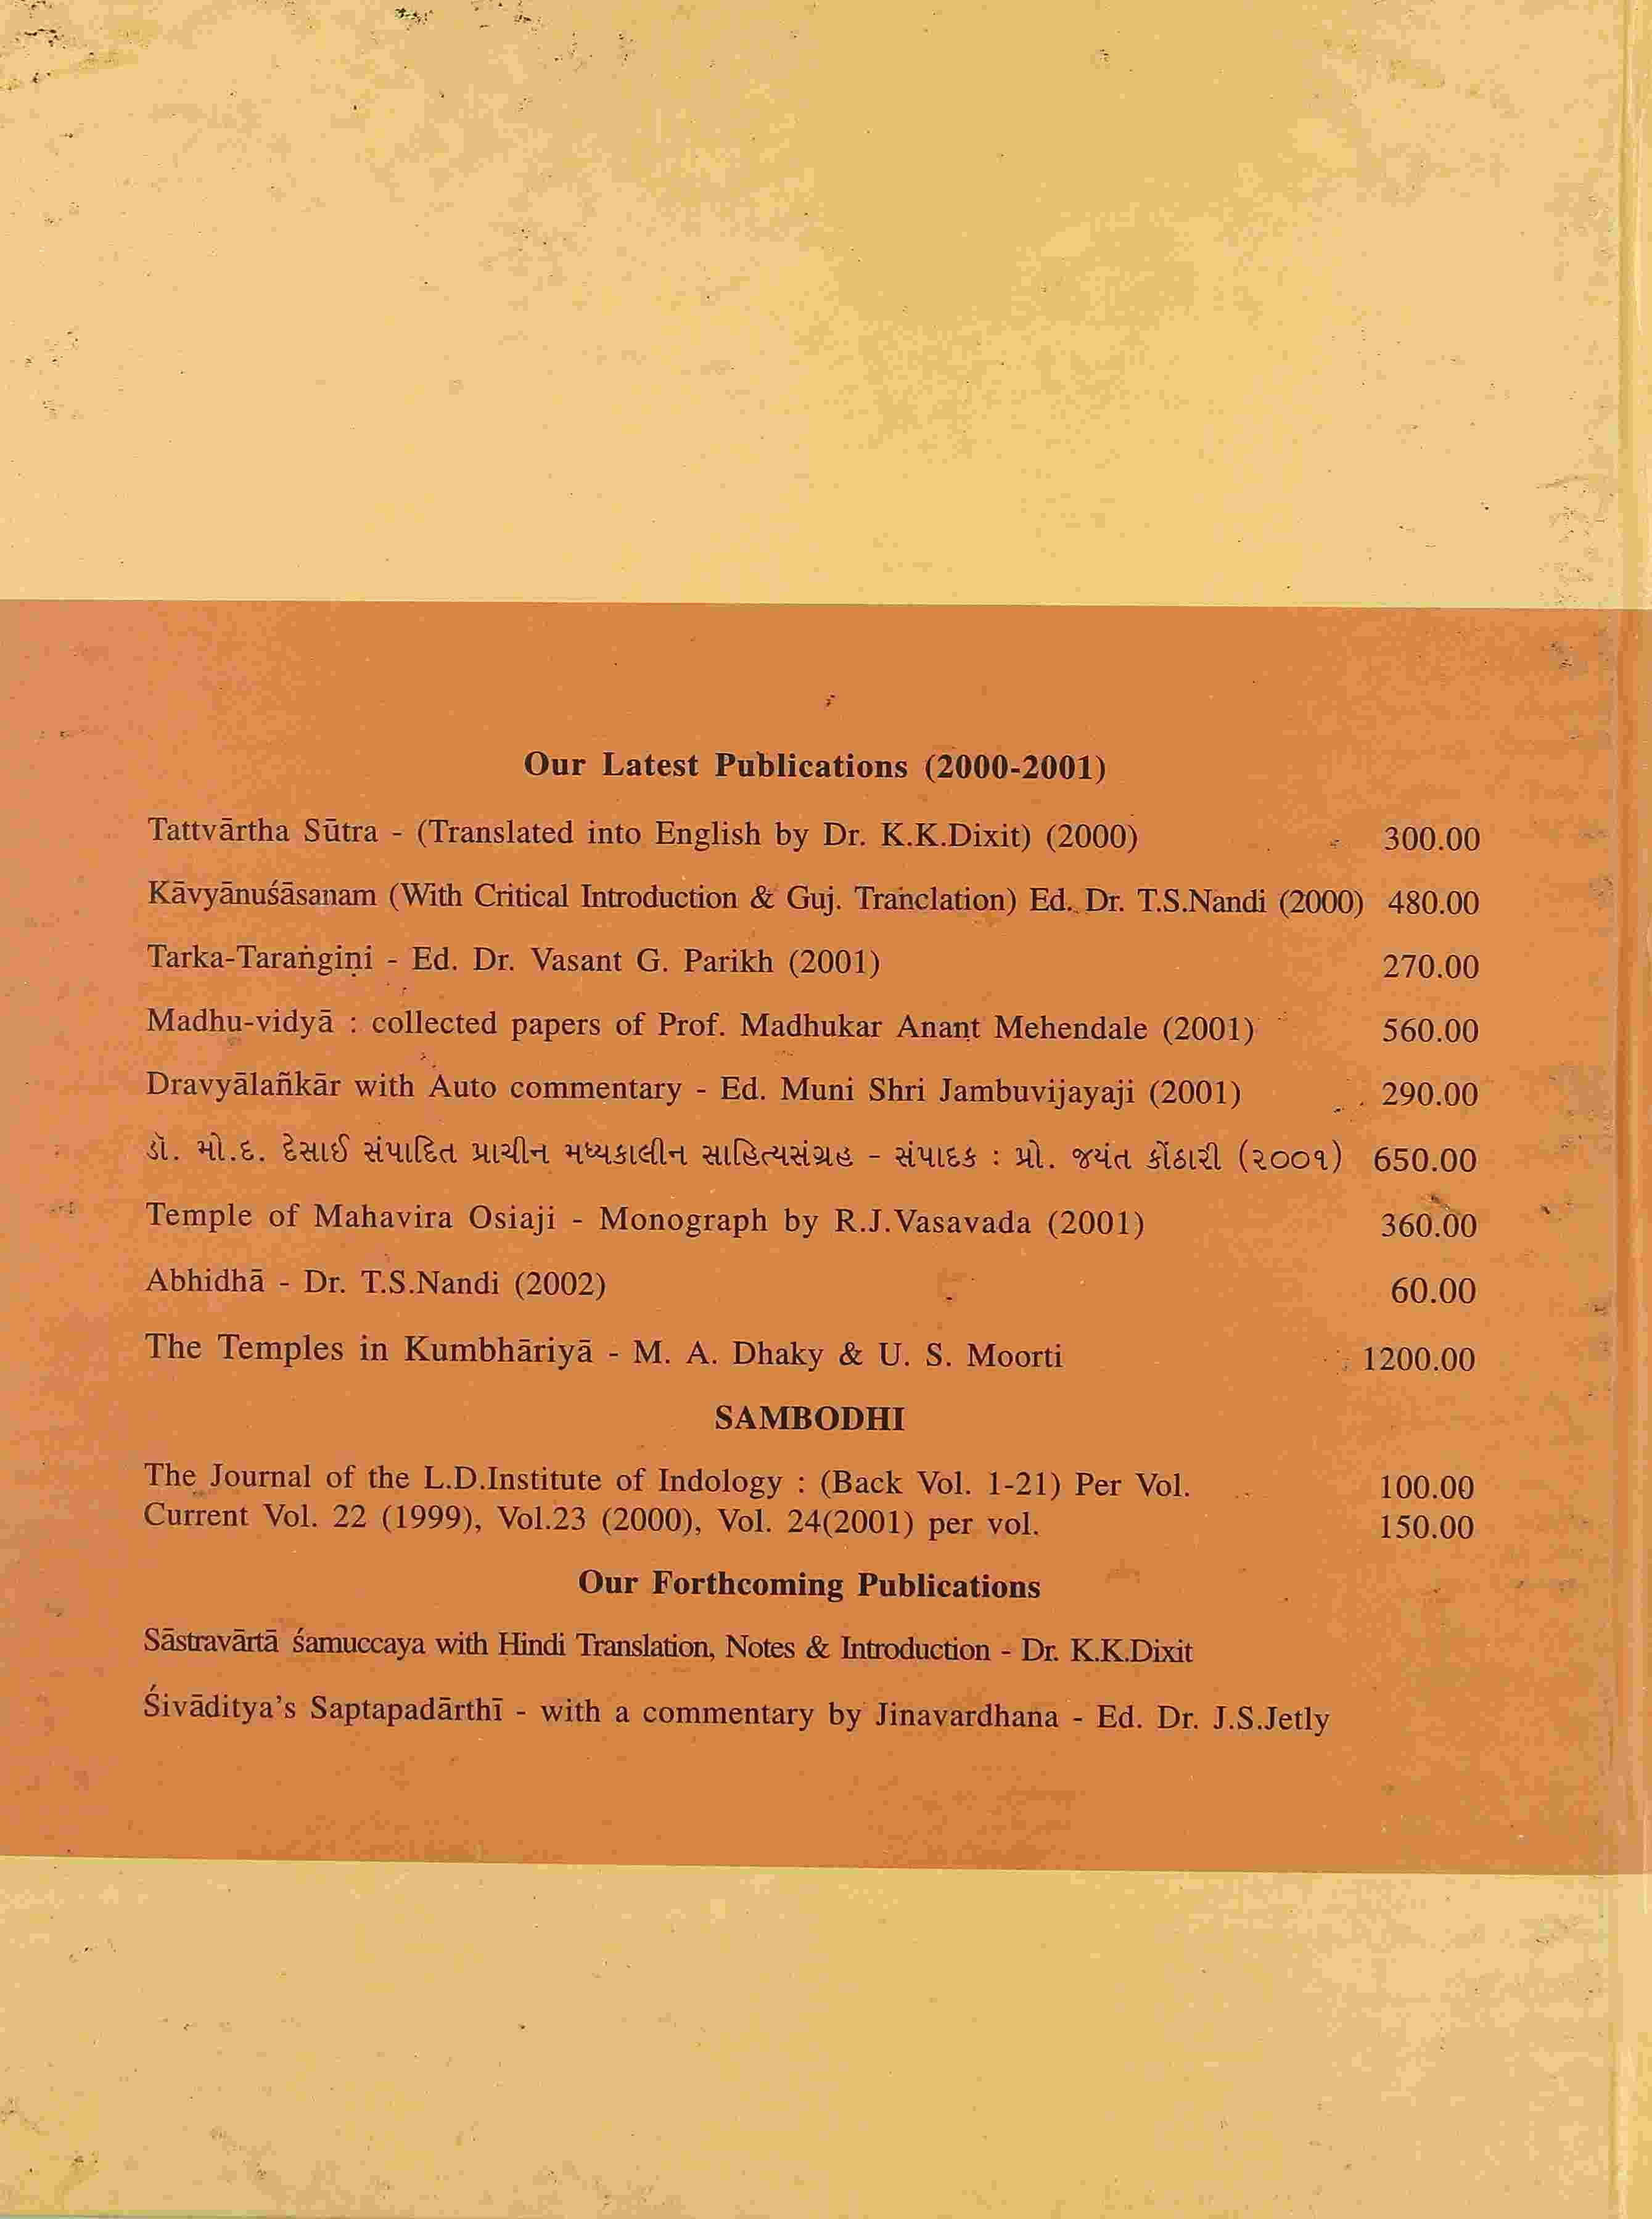 Our Latest Publications (2000-2001)
Tattvārtha Sūtra - (Translated into English by Dr. K.K.Dixit) (2000) 300.00
Kāvyānuśāsanam (With Critical Introduction & Guj. Tranclation) Ed. Dr. T.S.Nandi (2000) 480.00
Tarka-Taraṅgiṇi - Ed. Dr. Vasant G. Parikh (2001) 270.00
Madhu-vidyā : collected papers of Prof. Madhukar Anant Mehendale (2001) 560.00
Dravyālañkār with Auto commentary - Ed. Muni Shri Jambuvijayaji (2001) 290.00
ડૉ. મો.દ. દેસાઈ સંપાદિત પ્રાચીન મધ્યકાલીન સાહિત્યસંગ્રહ - સંપાદક : પ્રો. જયંત કોંઠારી (૨૦૦૧) 650.00
Temple of Mahavira Osiaji - Monograph by R.J.Vasavada (2001) 360.00
Abhidhā - Dr. T.S.Nandi (2002) 60.00
The Temples in Kumbhāriyā - M. A. Dhaky & U. S. Moorti 1200.00
SAMBODHI
The Journal of the L.D.Institute of Indology : (Back Vol. 1-21) Per Vol. 100.00
Current Vol. 22 (1999), Vol.23 (2000), Vol. 24(2001) per vol. 150.00
Our Forthcoming Publications
Sāstravārtā śamuccaya with Hindi Translation, Notes & Introduction - Dr. K.K.Dixit
Śivāditya's Saptapadārthī - with a commentary by Jinavardhana - Ed. Dr. J.S.Jetly